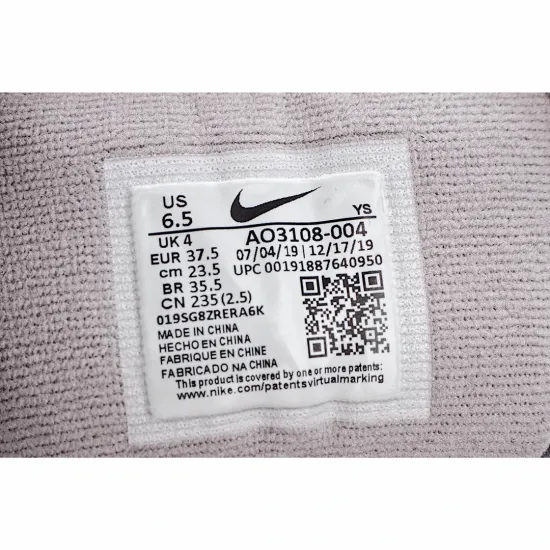 US
6.5
YS
UK 4
EUR 37.5
cm 23.5
BR 35.5
CN 235 (2.5)
AO3108-004
07/04/19 | 12/17/19
UPC 00191887640950
019SG8ZRERA6K
MADE IN CHINA
HECHO EN CHINA
FABRIQUE EN CHINE
FABRICADO NA CHINA
This product is covered by one or more patents. See
www.nike.com/patentsvirtualmarking